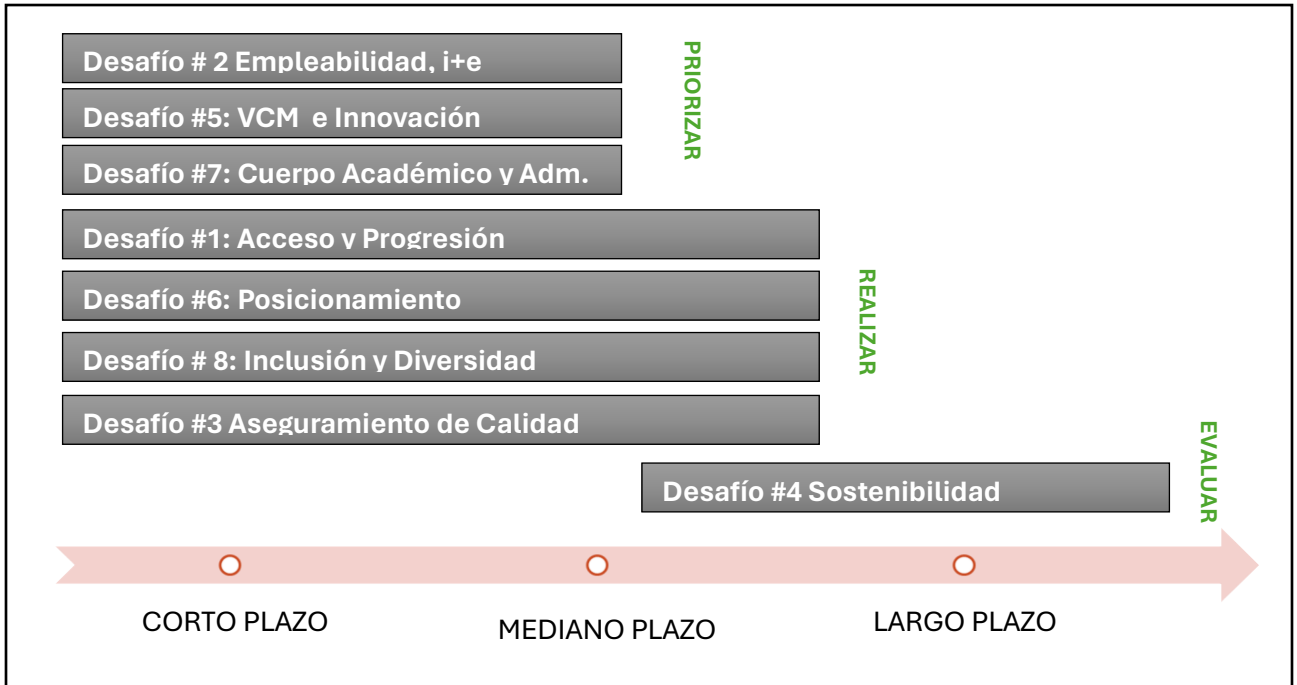 Desafío # 2 Empleabilidad, i+e
PRIORIZAR
Desafío #5: VCM e Innovación
Desafío #7: Cuerpo Académico y Adm.
Desafío #1: Acceso y Progresión
Desafío #6: Posicionamiento
REALIZAR
Desafío # 8: Inclusión y Diversidad
Desafío #3 Aseguramiento de Calidad
EVALUAR
Desafío #4 Sostenibilidad
CORTO PLAZO
MEDIANO PLAZO
LARGO PLAZO